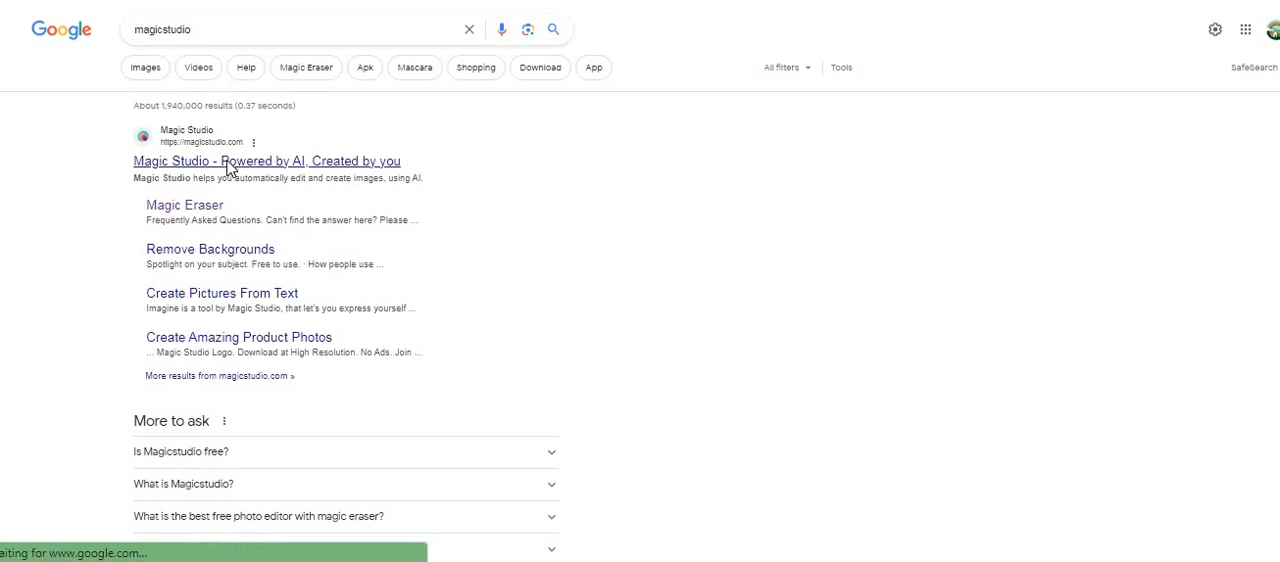 Google
magicstudio
Images Videos Help Magic Eraser Apk Mascara Shopping Download App All filters Tools SafeSearch
About 1,940,000 results (0.37 seconds)
Magic Studio
https://magicstudio.com
Magic Studio - Powered by AI, Created by you
Magic Studio helps you automatically edit and create images, using AI.
Magic Eraser
Frequently Asked Questions. Can't find the answer here? Please ...
Remove Backgrounds
Spotlight on your subject. Free to use. · How people use ...
Create Pictures From Text
Imagine is a tool by Magic Studio, that let's you express yourself ...
Create Amazing Product Photos
... Magic Studio Logo. Download at High Resolution. No Ads. Join ...
More results from magicstudio.com »
More to ask
Is Magicstudio free?
What is Magicstudio?
What is the best free photo editor with magic eraser?
aiting for www.google.com...